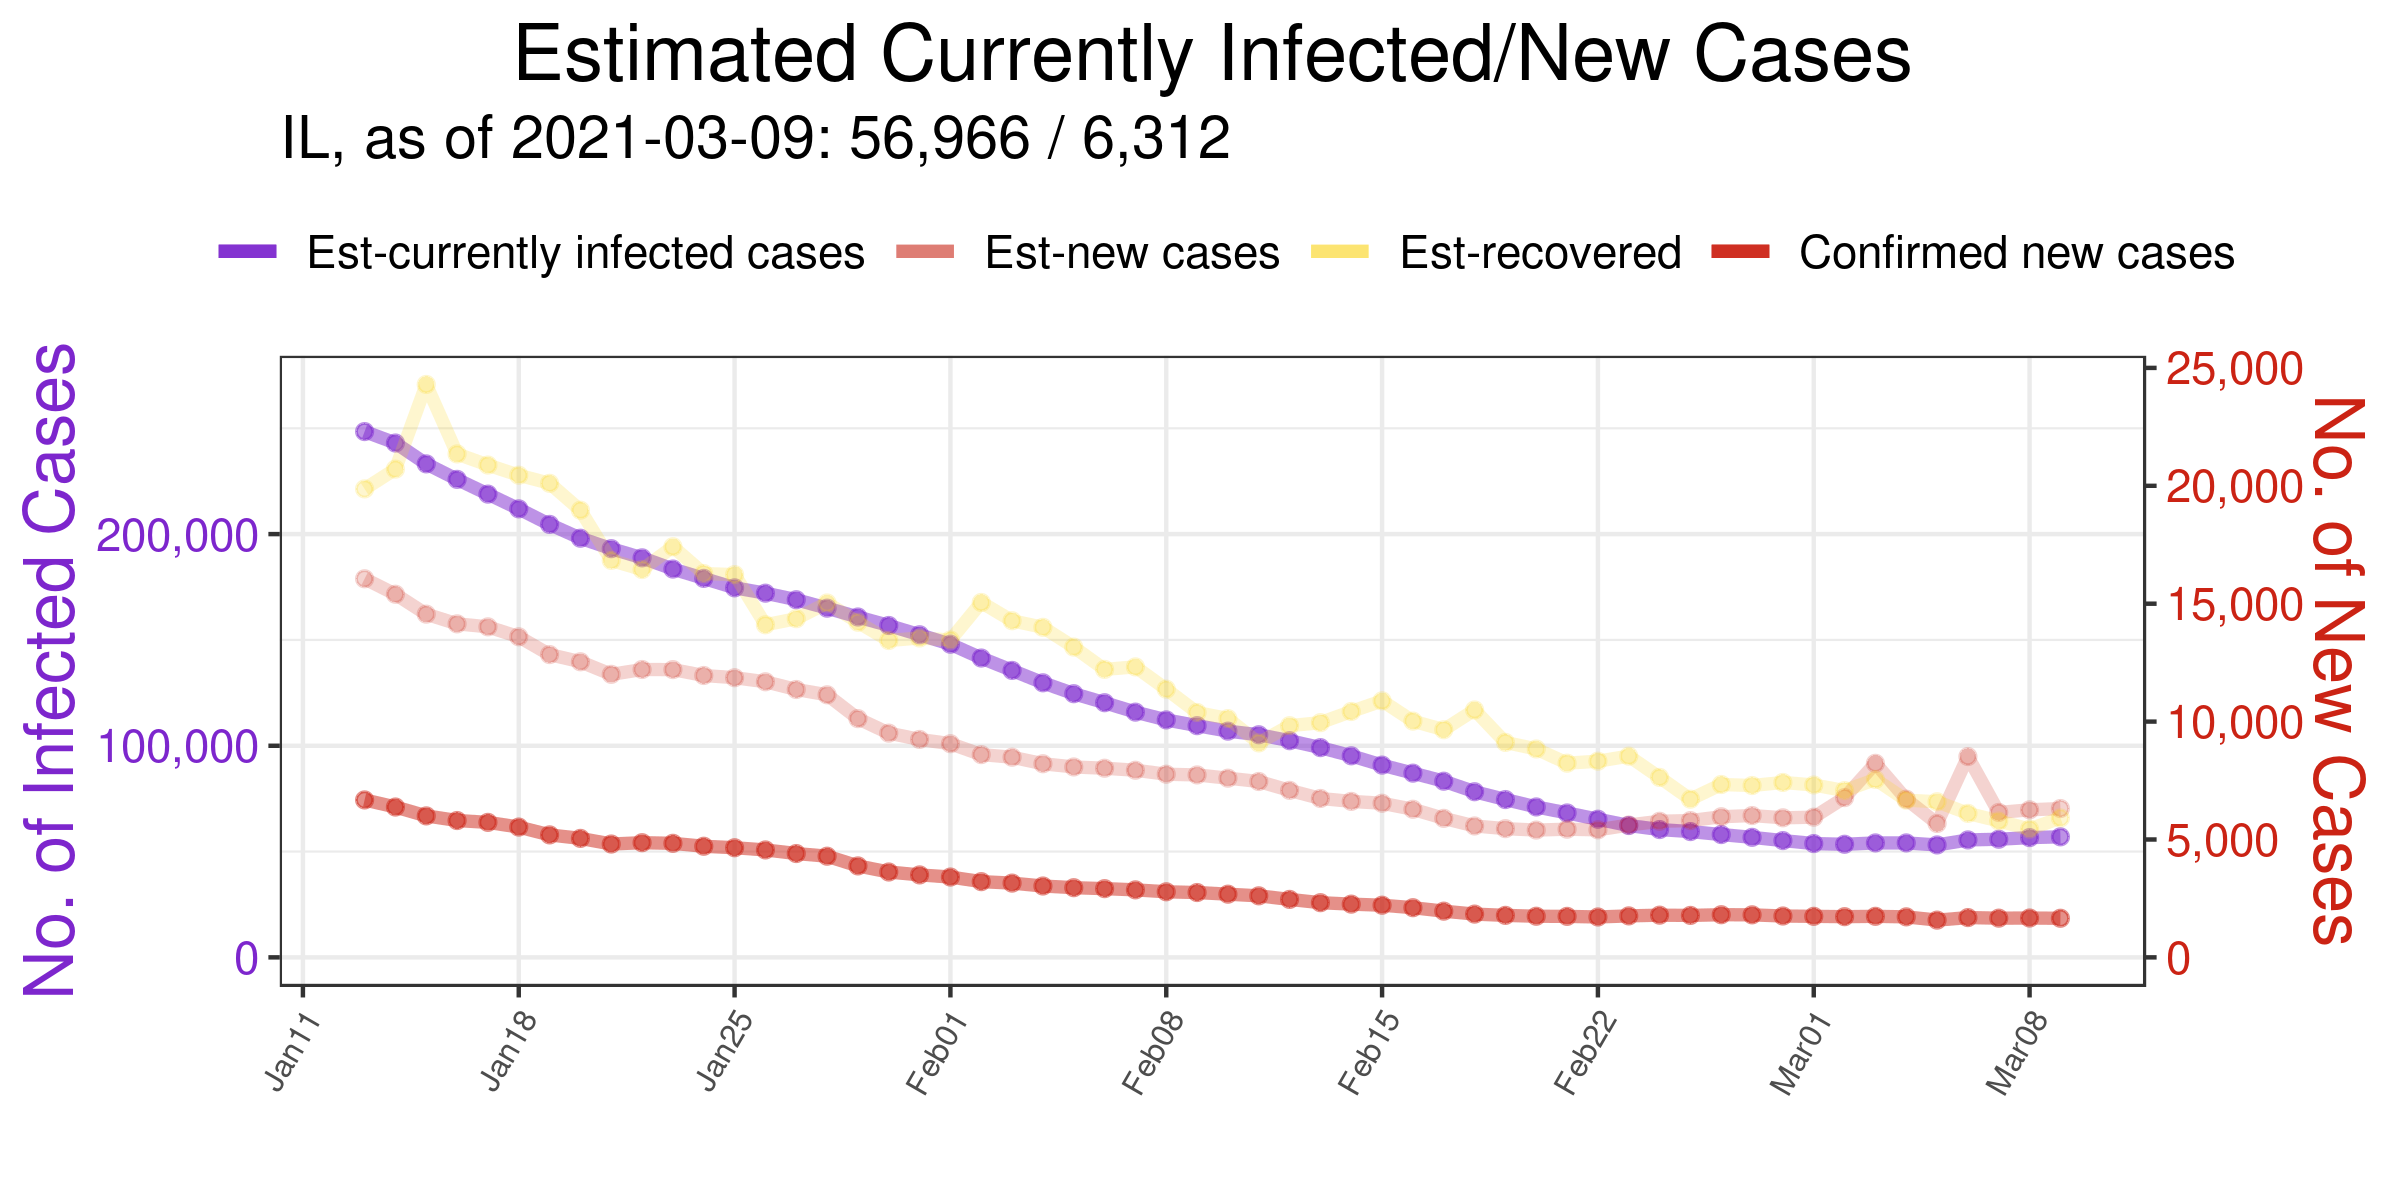 Estimated Currently Infected/New Cases
IL, as of 2021-03-09: 56,966 / 6,312
Est-currently infected cases
Est-new cases
Est-recovered
Confirmed new cases
No. of Infected Cases
200,000
100,000
0
25,000
20,000
15,000
10,000
5,000
0
No. of New Cases
Jan11
Jan18
Jan25
Feb01
Feb08
Feb15
Feb22
Mar01
Mar08